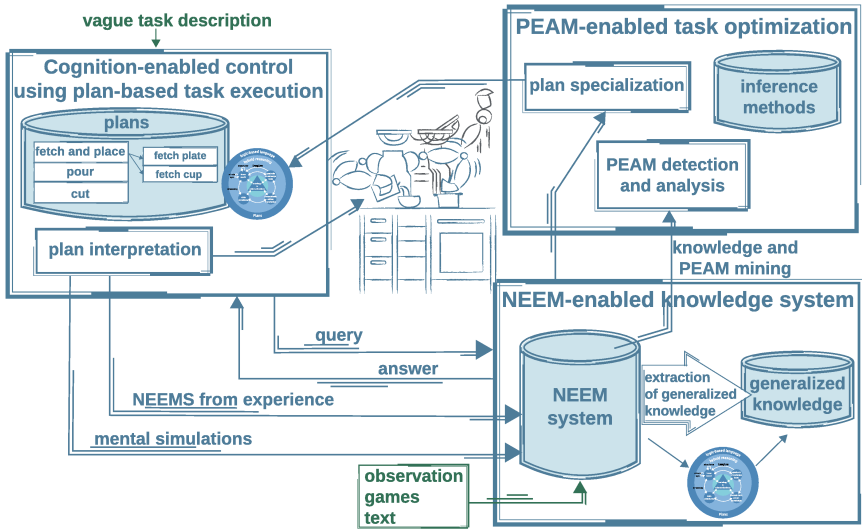 vague task description
Cognition-enabled control
using plan-based task execution
plans
fetch and place
pour
cut
fetch plate
fetch cup
plan interpretation
PEAM-enabled task optimization
plan specialization
inference
methods
PEAM detection
and analysis
knowledge and
PEAM mining
NEEM-enabled knowledge system
query
answer
NEEMS from experience
mental simulations
NEEM
system
extraction
of generalized
knowledge
generalized
knowledge
observation
games
text